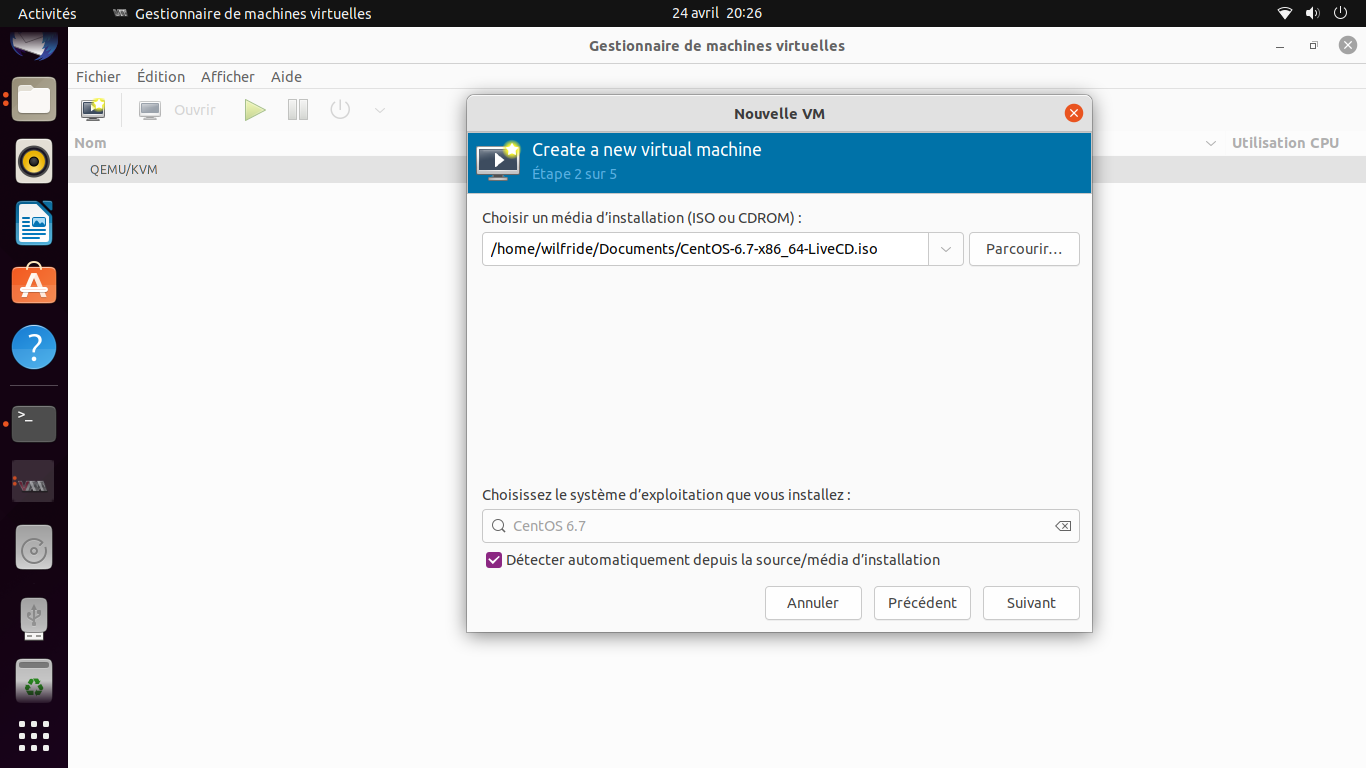 Activités
Gestionnaire de machines virtuelles
24 avril 20:26
Gestionnaire de machines virtuelles
Fichier Édition Afficher Aide
Ouvrir
Nom
Utilisation CPU
QEMU/KVM
Nouvelle VM
Create a new virtual machine
Étape 2 sur 5
Choisir un média d’installation (ISO ou CDROM) :
/home/wilfride/Documents/CentOS-6.7-x86_64-LiveCD.iso
Parcourir…
Choisissez le système d’exploitation que vous installez :
CentOS 6.7
Détecter automatiquement depuis la source/média d’installation
Annuler Précédent Suivant